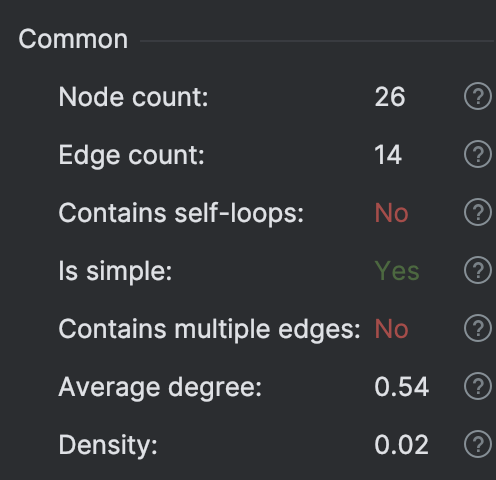 Common
Node count: 26 ?
Edge count: 14 ?
Contains self-loops: No ?
Is simple: Yes ?
Contains multiple edges: No ?
Average degree: 0.54 ?
Density: 0.02 ?